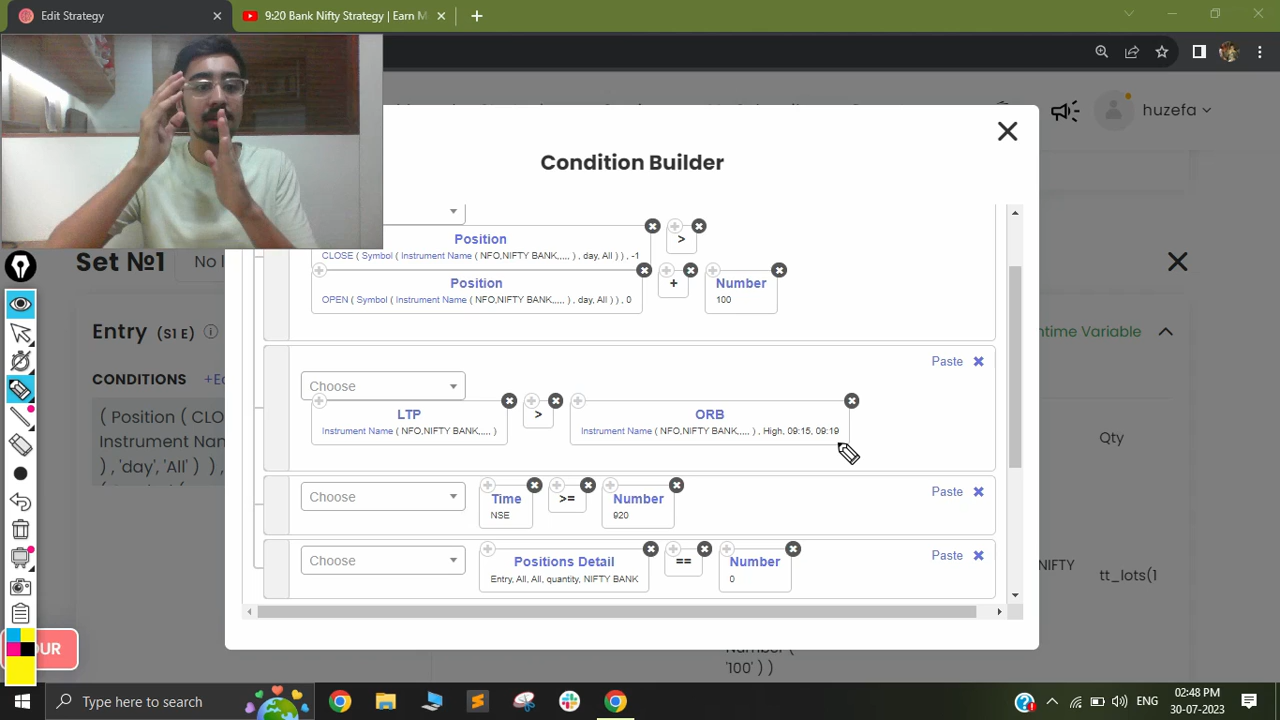 Edit Strategy
9:20 Bank Nifty Strategy | Earn M
huzefa
Condition Builder
Position
>
CLOSE ( Symbol ( Instrument Name ( NFO,NIFTY BANK,,,,, ) , day, All ) ) , -1
Set №1
No l
Position
+
Number
OPEN ( Symbol ( Instrument Name ( NFO,NIFTY BANK,,,,, ) , day, All ) ) , 0
100
Entry (S1 E)
ntime Variable
Paste
CONDITIONS +Ed
Choose
( Position ( CLO
LTP
>
ORB
Instrument Name ( NFO,NIFTY BANK,,,,, )
Instrument Name ( NFO,NIFTY BANK,,,,, ) , High, 09:15, 09:19
Instrument Nan
Qty
) , 'day', 'All' ) ) ,
Choose
Time
>=
Number
Paste
NSE
920
Choose
Positions Detail
==
Number
Paste
Entry, All, All, quantity, NIFTY BANK
0
NIFTY
tt_lots(1
OUR
Number (
'100' ) )
Type here to search
ENG
02:48 PM
30-07-2023